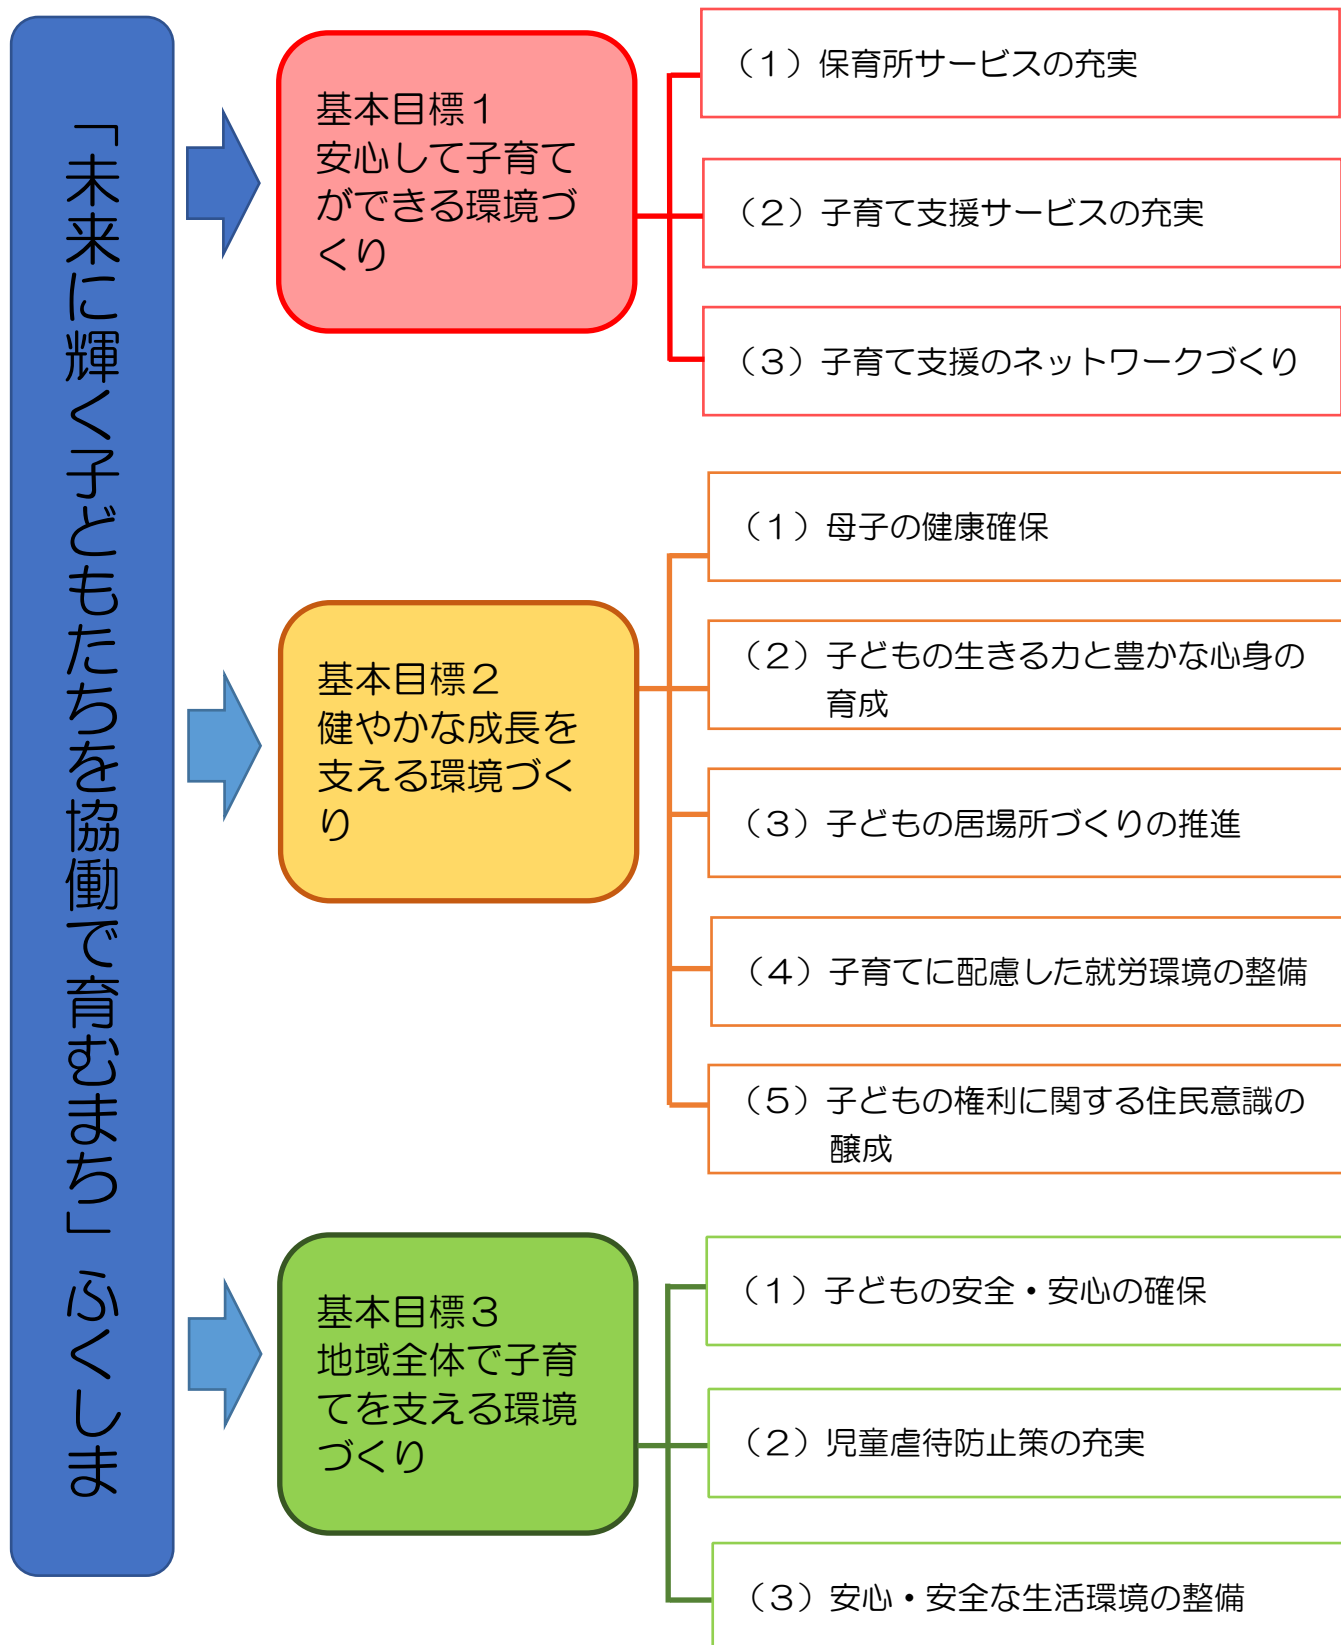 「未来に輝く子どもたちを協働で育むまち」ふくしま
基本目標１
安心して子育て
ができる環境づ
くり
（１）保育所サービスの充実
（２）子育て支援サービスの充実
（３）子育て支援のネットワークづくり
基本目標２
健やかな成長を
支える環境づく
り
（１）母子の健康確保
（２）子どもの生きる力と豊かな心身の
育成
（３）子どもの居場所づくりの推進
（４）子育てに配慮した就労環境の整備
（５）子どもの権利に関する住民意識の
醸成
基本目標３
地域全体で子育
てを支える環境
づくり
（１）子どもの安全・安心の確保
（２）児童虐待防止策の充実
（３）安心・安全な生活環境の整備